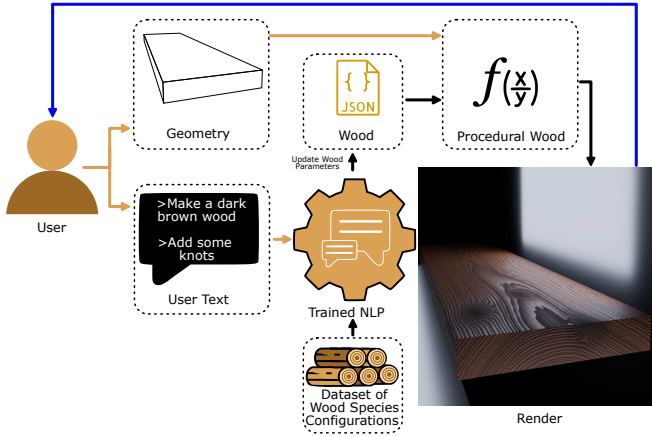 Geometry
{ }
JSON
Wood
f(x/y)
Procedural Wood
Update Wood
Parameters
User
>Make a dark
brown wood
>Add some
knots
User Text
Trained NLP
Dataset of
Wood Species
Configurations
Render